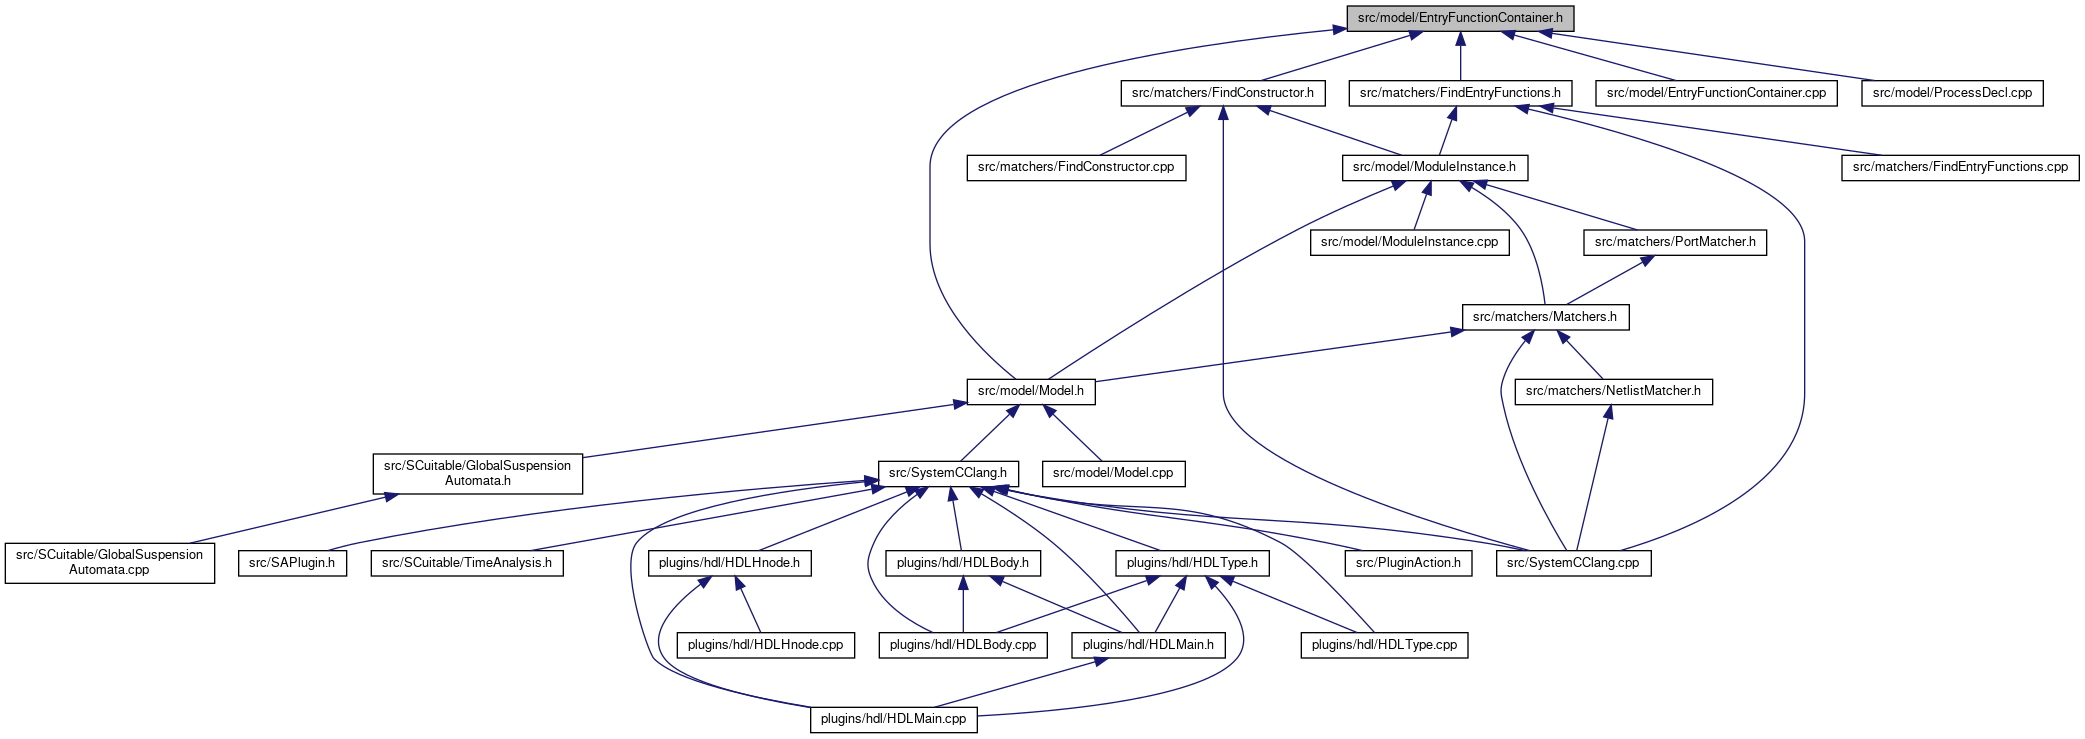 src/model/EntryFunctionContainer.h
src/matchers/FindConstructor.h
src/matchers/FindEntryFunctions.h
src/model/EntryFunctionContainer.cpp
src/model/ProcessDecl.cpp
src/matchers/FindConstructor.cpp
src/model/ModuleInstance.h
src/matchers/FindEntryFunctions.cpp
src/model/ModuleInstance.cpp
src/matchers/PortMatcher.h
src/matchers/Matchers.h
src/model/Model.h
src/matchers/NetlistMatcher.h
src/SCuitable/GlobalSuspension
Automata.h
src/SystemCClang.h
src/model/Model.cpp
src/SCuitable/GlobalSuspension
Automata.cpp
src/SAPlugin.h
src/SCuitable/TimeAnalysis.h
plugins/hdl/HDLHnode.h
plugins/hdl/HDLBody.h
plugins/hdl/HDLType.h
src/PluginAction.h
src/SystemCClang.cpp
plugins/hdl/HDLHnode.cpp
plugins/hdl/HDLBody.cpp
plugins/hdl/HDLMain.h
plugins/hdl/HDLType.cpp
plugins/hdl/HDLMain.cpp